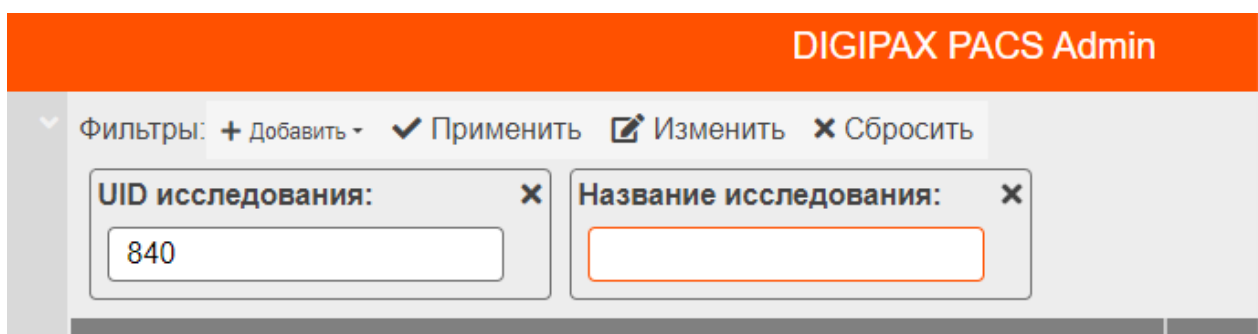 DIGIPAX PACS Admin
Фильтры: + Добавить Применить Изменить Сбросить
UID исследования: Название исследования:
840